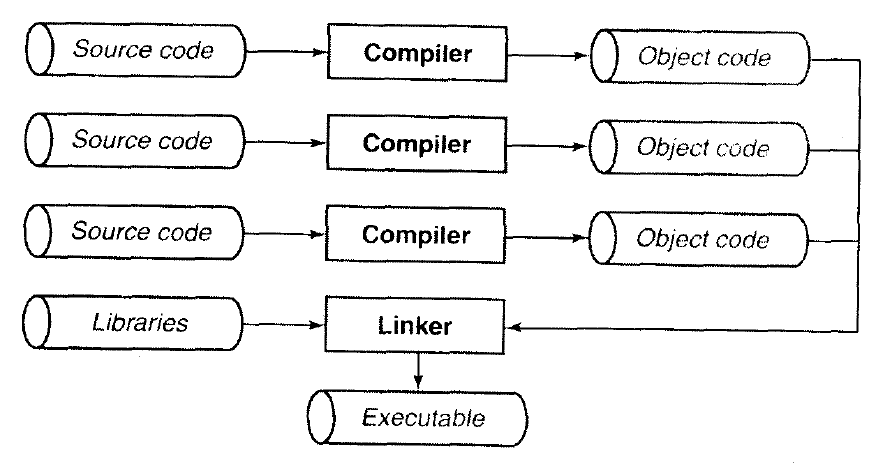 Source code
Compiler
Object code
Source code
Compiler
Object code
Source code
Compiler
Object code
Libraries
Linker
Executable